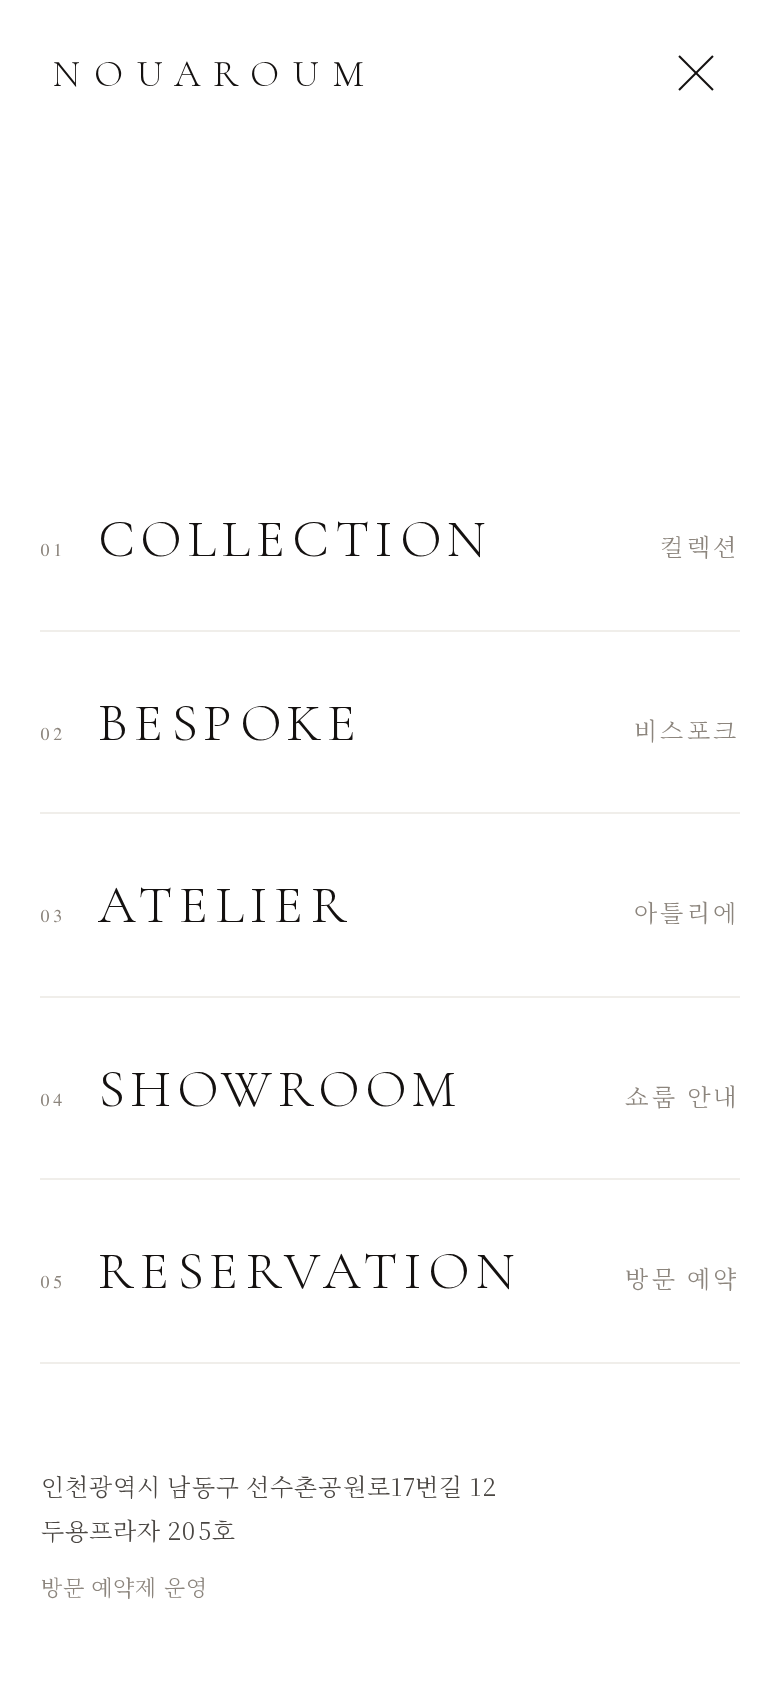 NOUAROUM
01 COLLECTION 컬렉션
02 BESPOKE 비스포크
03 ATELIER 아틀리에
04 SHOWROOM 쇼룸 안내
05 RESERVATION 방문 예약
인천광역시 남동구 선수촌공원로17번길 12
두용프라자 205호
방문 예약제 운영